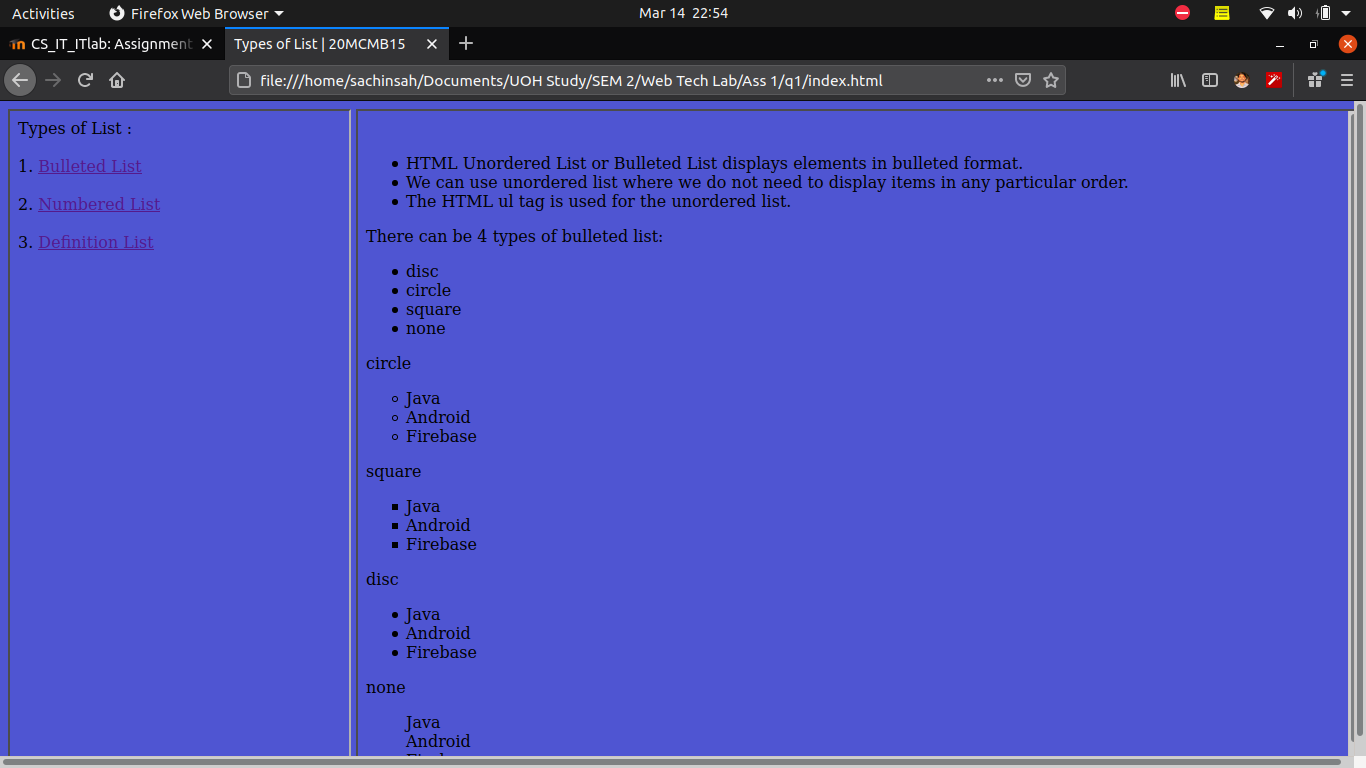 Activities
Firefox Web Browser
Mar 14 22:54
CS_IT_ITlab: Assignment
Types of List | 20MCMB15
file:///home/sachinsah/Documents/UOH Study/SEM 2/Web Tech Lab/Ass 1/q1/index.html
Types of List :
1. Bulleted List
2. Numbered List
3. Definition List
• HTML Unordered List or Bulleted List displays elements in bulleted format.
• We can use unordered list where we do not need to display items in any particular order.
• The HTML ul tag is used for the unordered list.
There can be 4 types of bulleted list:
• disc
• circle
• square
• none
circle
◦ Java
◦ Android
◦ Firebase
square
▪ Java
▪ Android
▪ Firebase
disc
• Java
• Android
• Firebase
none
Java
Android